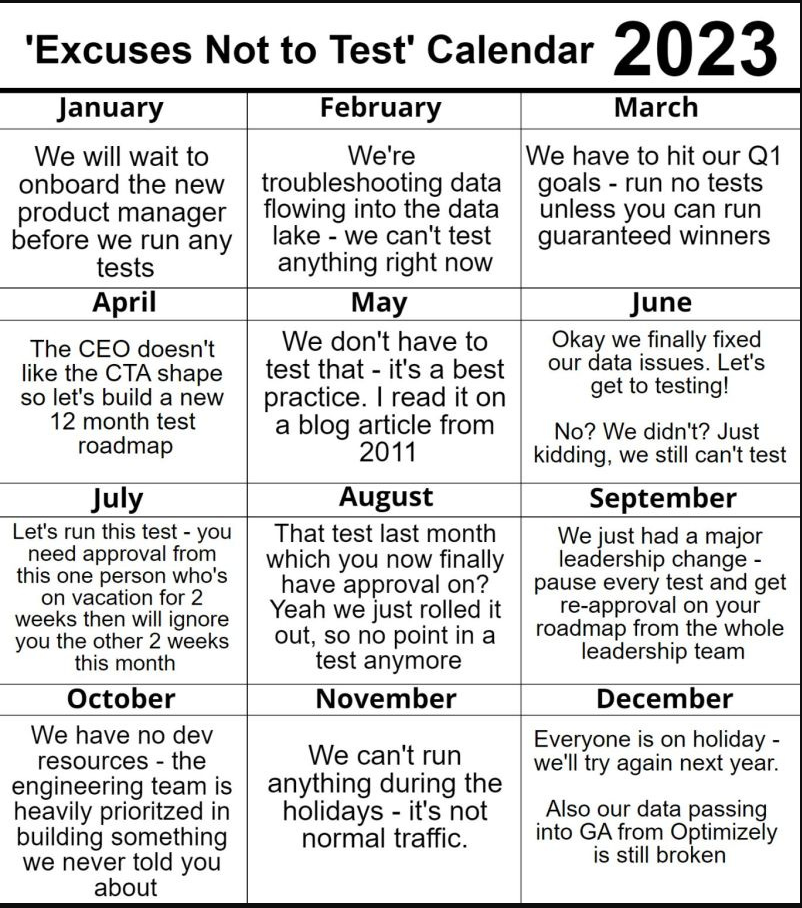 'Excuses Not to Test' Calendar 2023
January
February
March
We will wait to
onboard the new
product manager
before we run any
tests
We're
troubleshooting data
flowing into the data
lake - we can't test
anything right now
We have to hit our Q1
goals - run no tests
unless you can run
guaranteed winners
April
May
June
The CEO doesn't
like the CTA shape
so let's build a new
12 month test
roadmap
We don't have to
test that - it's a best
practice. I read it on
a blog article from
2011
Okay we finally fixed
our data issues. Let's
get to testing!
No? We didn't? Just
kidding, we still can't test
July
August
September
Let's run this test - you
need approval from
this one person who's
on vacation for 2
weeks then will ignore
you the other 2 weeks
this month
That test last month
which you now finally
have approval on?
Yeah we just rolled it
out, so no point in a
test anymore
We just had a major
leadership change -
pause every test and get
re-approval on your
roadmap from the whole
leadership team
October
November
December
We have no dev
resources - the
engineering team is
heavily prioritzed in
building something
we never told you
about
We can't run
anything during the
holidays - it's not
normal traffic.
Everyone is on holiday -
we'll try again next year.
Also our data passing
into GA from Optimizely
is still broken